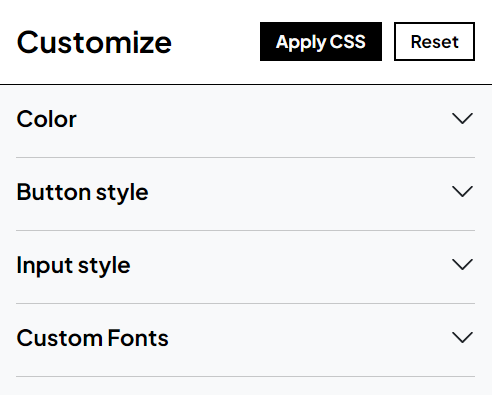 Customize
Apply CSS
Reset
Color
Button style
Input style
Custom Fonts